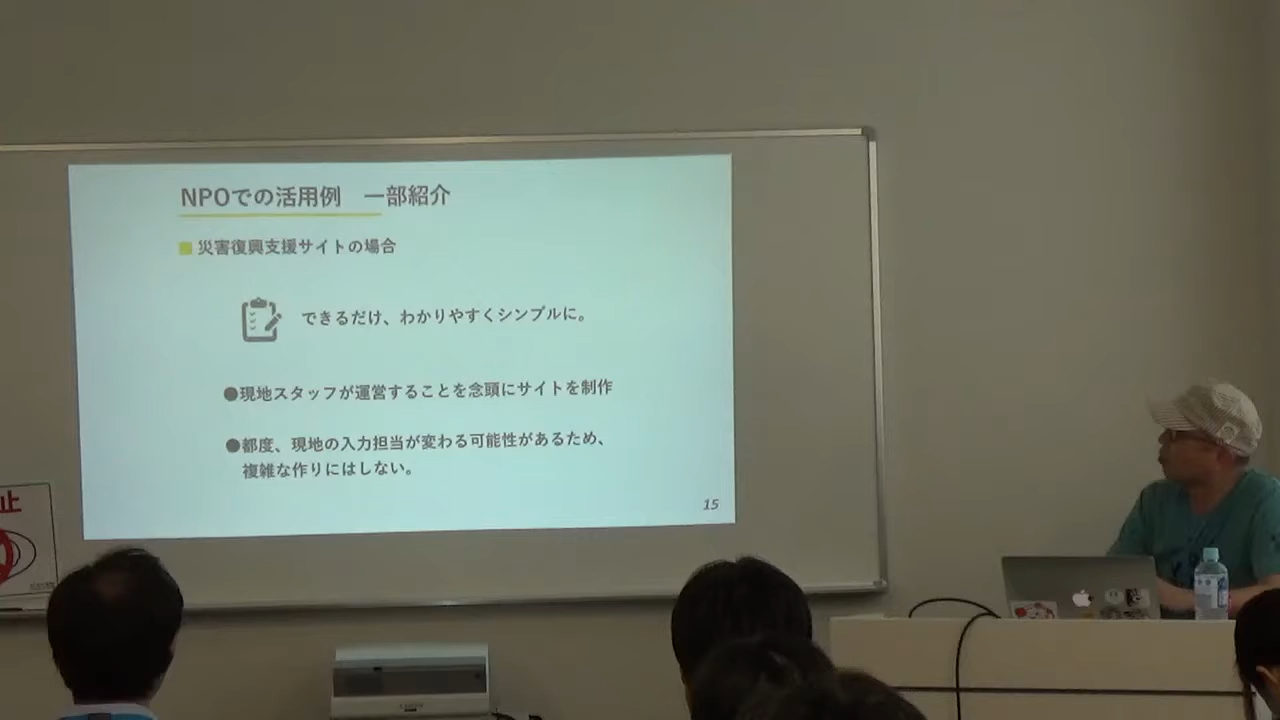 NPOでの活用例　一部紹介
災害復興支援サイトの場合
できるだけ、わかりやすくシンプルに。
●現地スタッフが運営することを念頭にサイトを制作
●都度、現地の入力担当が変わる可能性があるため、
複雑な作りにはしない。
15
止
Canon